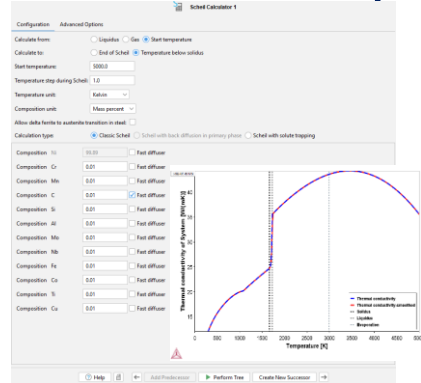 Scheil Calculator 1
Configuration Advanced Options
Calculate from: Liquidus Gas Start temperature
Calculate to: End of Scheil Temperature below solidus
Start temperature: 5000.0
Temperature step during Scheil: 1.0
Temperature unit: Kelvin
Composition unit: Mass percent
Allow delta ferrite to austenite transition in steel:
Calculation type: Classic Scheil Scheil with back diffusion in primary phase Scheil with solute trapping
Composition Ni Fast diffuser
Composition Cr 0.01 Fast diffuser
Composition Mn 0.01 Fast diffuser
Composition C 0.01 Fast diffuser
Composition Si 0.01
Composition Al 0.01
Composition Mo 0.01
Composition Nb 0.01
Composition Fe 0.01
Composition Co 0.01
Composition Ti 0.01
Composition Cu 0.01
Fast diffuser
Fast diffuser
Fast diffuser
Fast diffuser
Fast diffuser
Fast diffuser
Fast diffuser
Fast diffuser
Thermal conductivity of System [W/(mK)]
40
35
30
25
20
15
Thermal conductivity
Thermal conductivity smoothed
Solidus
Liquidus
Evaporation
0 500 1000 1500 2000 2500 3000 3500 4000 4500
Temperature [K]
Help Add Predecessor Perform Tree Create New Successor